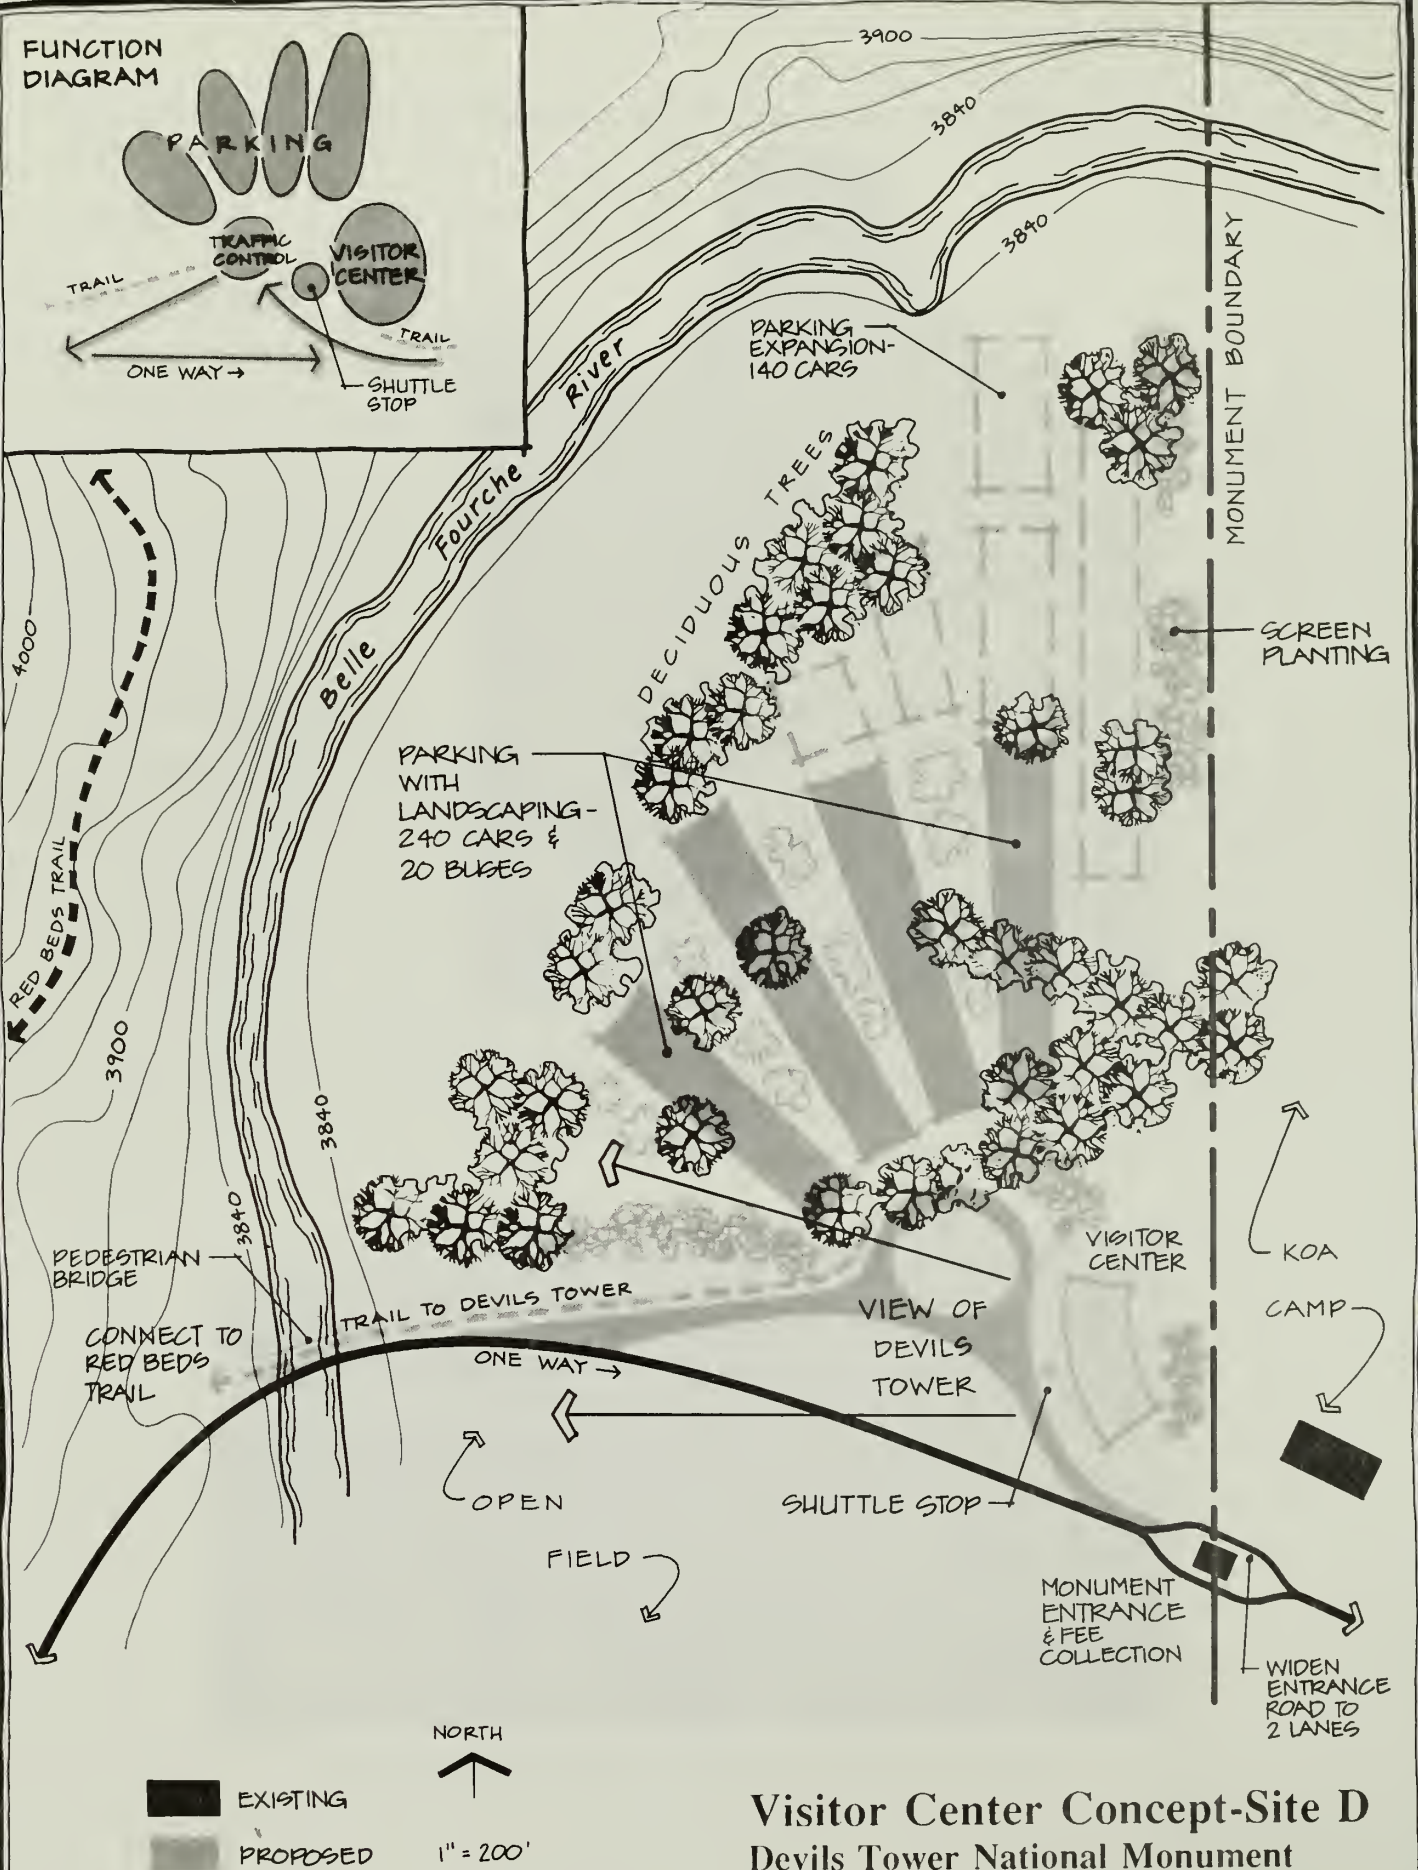 FUNCTION
DIAGRAM
PARKING
TRAFFIC
CONTROL
VISITOR
CENTER
TRAIL
TRAIL
ONE WAY →
SHUTTLE
STOP
3900
3840
3840
MONUMENT BOUNDARY
PARKING
EXPANSION-
140 CARS
Belle Fourche River
DECIDUOUS TREES
SCREEN
PLANTING
4000
RED BEDS TRAIL
PARKING
WITH
LANDSCAPING-
240 CARS &
20 BUSES
3900
3840
3840
PEDESTRIAN
BRIDGE
CONNECT TO
RED BEDS
TRAIL
TRAIL TO DEVILS TOWER
ONE WAY →
VIEW OF
DEVILS
TOWER
VISITOR
CENTER
KOA
CAMP
OPEN
FIELD
SHUTTLE STOP
MONUMENT
ENTRANCE
& FEE
COLLECTION
WIDEN
ENTRANCE
ROAD TO
2 LANES
NORTH
EXISTING
PROPOSED
1" = 200'
Visitor Center Concept-Site D
Devils Tower National Monument